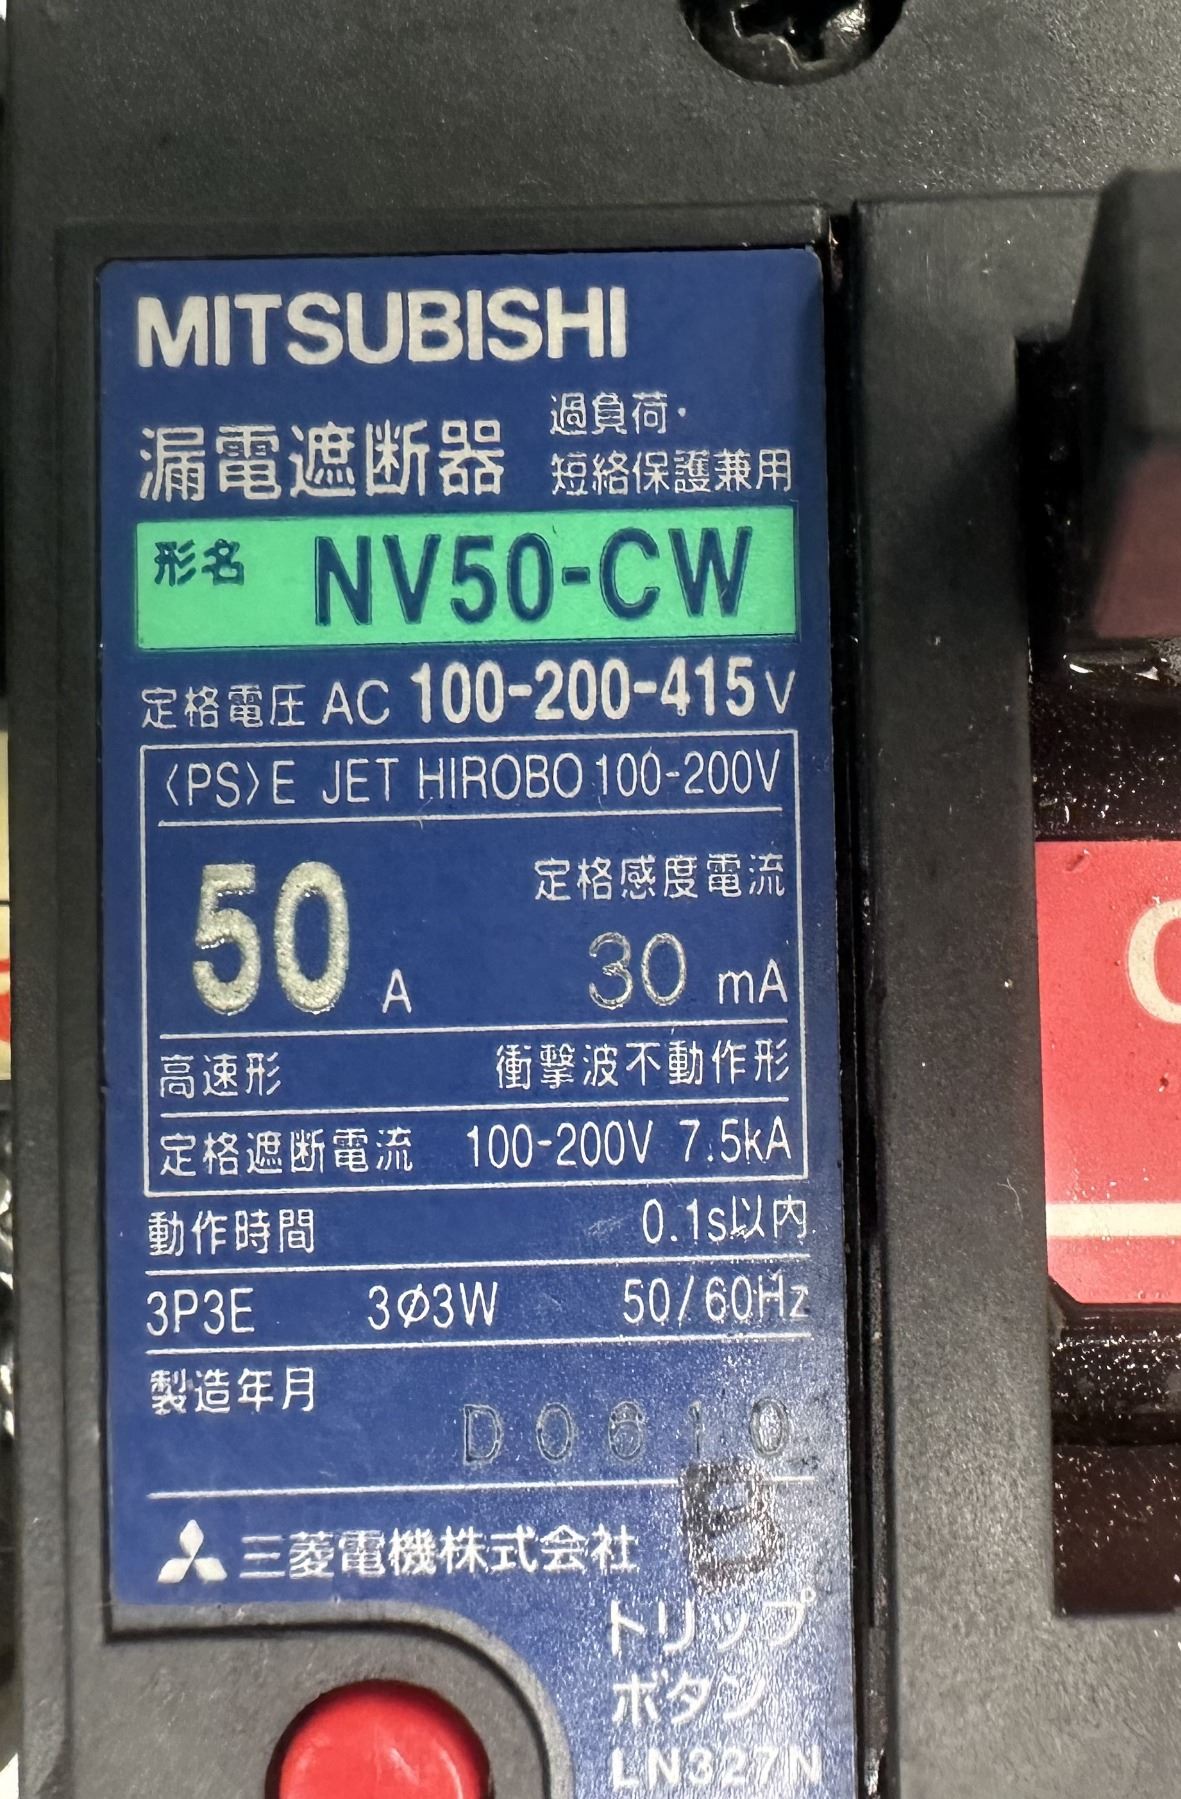 MITSUBISHI
漏電遮断器 過負荷・
短絡保護兼用
形名 NV50-CW
定格電圧 AC 100-200-415V
〈PS〉E JET HIROBO 100-200V
定格感度電流
50 A 30 mA
高速形 衝撃波不動作形
定格遮断電流 100-200V 7.5kA
動作時間 0.1s以内
3P3E 3φ3W 50/60Hz
製造年月
D0610
B
三菱電機株式会社
トリップ
ボタン
LN327N